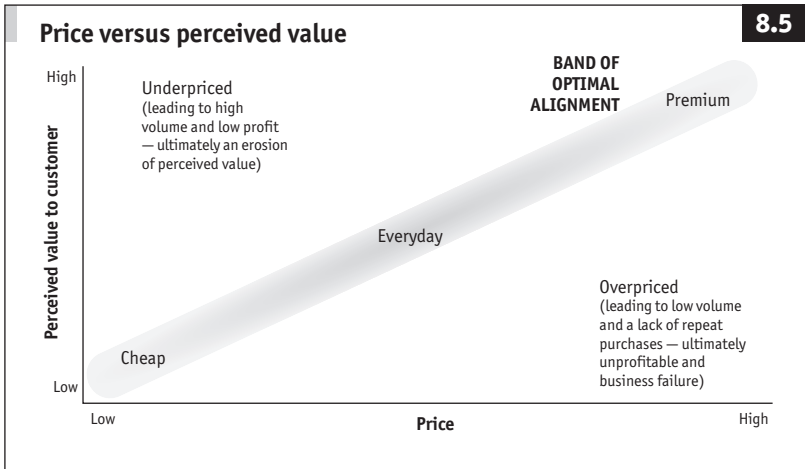 Price versus perceived value
8.5
High
Perceived value to customer
Low
Underpriced
(leading to high
volume and low profit
— ultimately an erosion
of perceived value)
BAND OF
OPTIMAL
ALIGNMENT
Premium
Everyday
Cheap
Overpriced
(leading to low volume
and a lack of repeat
purchases — ultimately
unprofitable and
business failure)
Low
Price
High